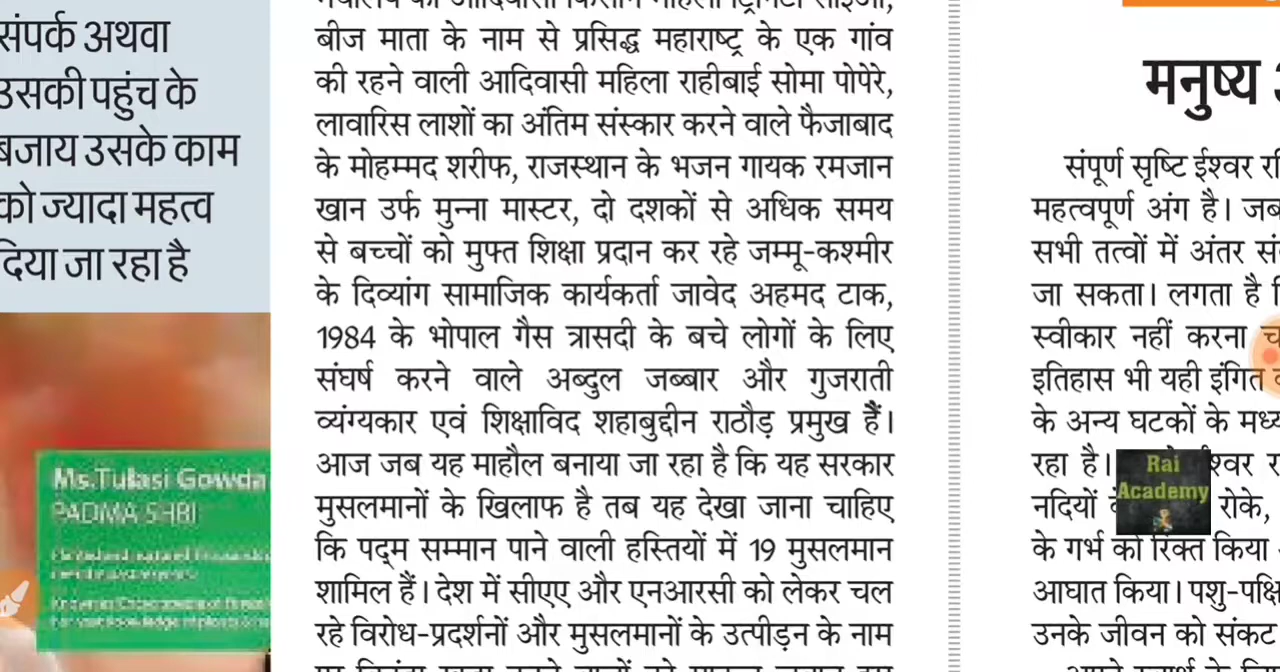 संपर्क अथवा
उसकी पहुंच के
बजाय उसके काम
को ज्यादा महत्व
दिया जा रहा है
Ms.Tulasi Gowda
PADMA SHRI
बीज माता के नाम से प्रसिद्ध महाराष्ट्र के एक गांव
की रहने वाली आदिवासी महिला राहीबाई सोमा पोपेरे,
लावारिस लाशों का अंतिम संस्कार करने वाले फैजाबाद
के मोहम्मद शरीफ, राजस्थान के भजन गायक रमजान
खान उर्फ मुन्ना मास्टर, दो दशकों से अधिक समय
से बच्चों को मुफ्त शिक्षा प्रदान कर रहे जम्मू-कश्मीर
के दिव्यांग सामाजिक कार्यकर्ता जावेद अहमद टाक,
1984 के भोपाल गैस त्रासदी के बचे लोगों के लिए
संघर्ष करने वाले अब्दुल जब्बार और गुजराती
व्यंग्यकार एवं शिक्षाविद शहाबुद्दीन राठौड़ प्रमुख हैं।
आज जब यह माहौल बनाया जा रहा है कि यह सरकार
मुसलमानों के खिलाफ है तब यह देखा जाना चाहिए
कि पद्म सम्मान पाने वाली हस्तियों में 19 मुसलमान
शामिल हैं। देश में सीएए और एनआरसी को लेकर चल
रहे विरोध-प्रदर्शनों और मुसलमानों के उत्पीड़न के नाम
मनुष्य
संपूर्ण सृष्टि ईश्वर
महत्वपूर्ण अंग है। जब
सभी तत्वों में अंतर
जा सकता। लगता है
स्वीकार नहीं करना
इतिहास भी यही इंगित
के अन्य घटकों के
रहा है।
नदियों रोके,
के गर्भ को रिक्त किया
आघात किया। पशु-
उनके जीवन को संकट
Rai
Academy